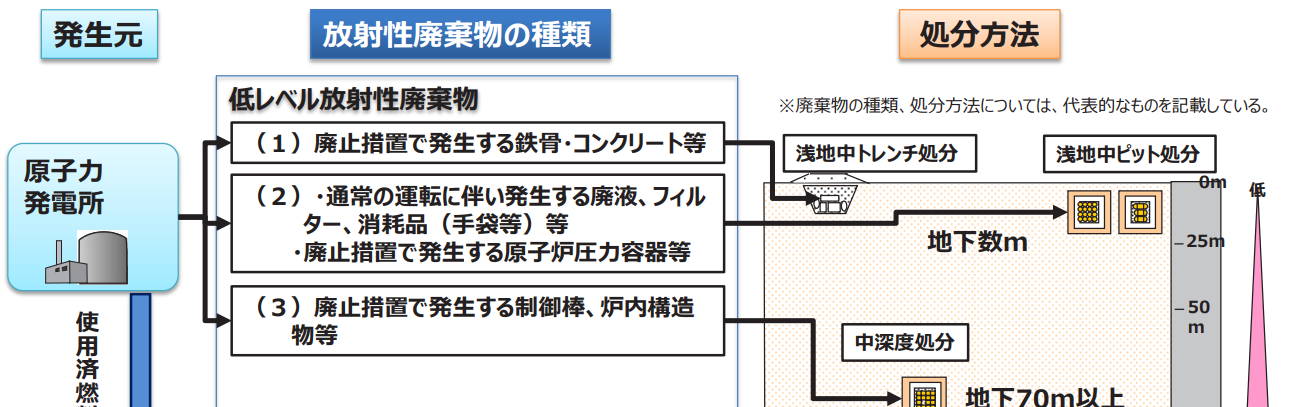 発生元
放射性廃棄物の種類
処分方法
低レベル放射性廃棄物
※廃棄物の種類、処分方法については、代表的なものを記載している。
原子力
発電所
（１）廃止措置で発生する鉄骨・コンクリート等
（２）・通常の運転に伴い発生する廃液、フィル
ター、消耗品（手袋等）等
・廃止措置で発生する原子炉圧力容器等
（３）廃止措置で発生する制御棒、炉内構造
物等
浅地中トレンチ処分
浅地中ピット処分
地下数m
中深度処分
地下70m以上
0m
25m
50
m
低
使用済燃